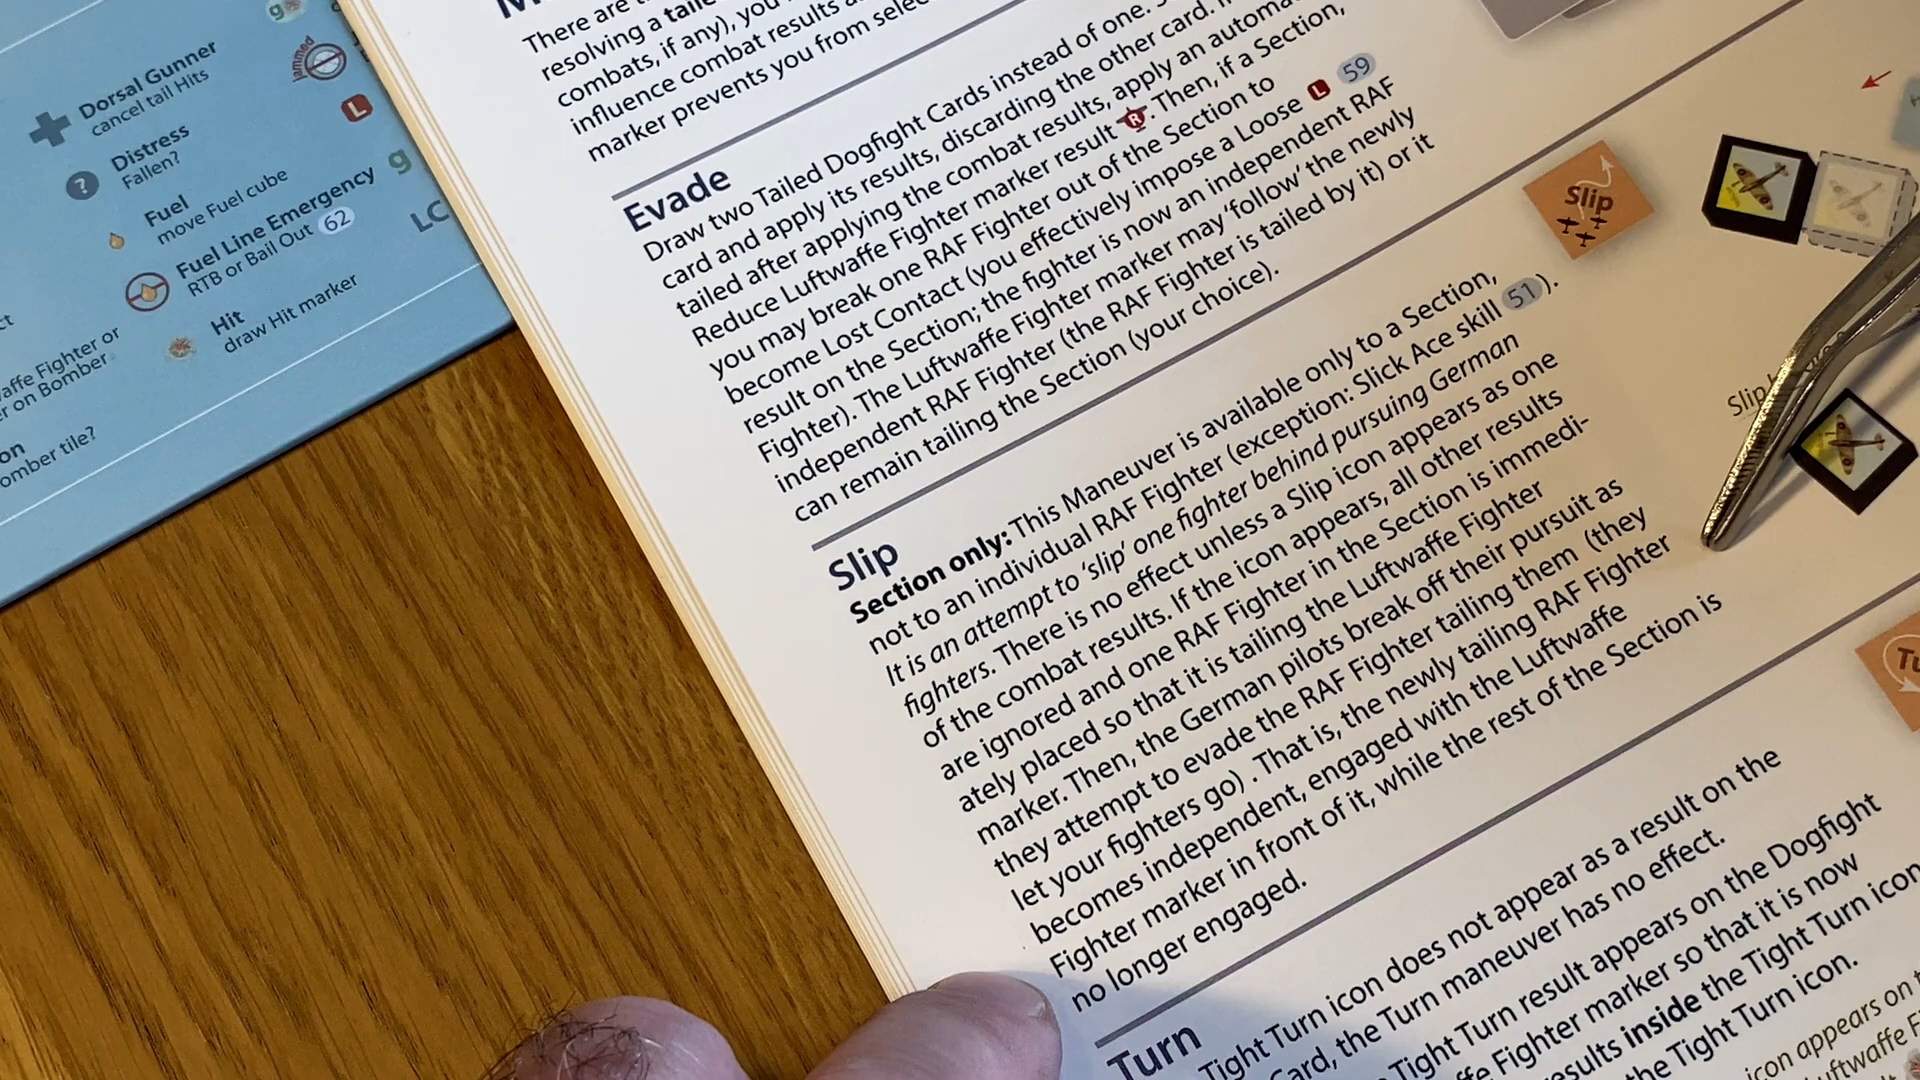 Dorsal Gunner
cancel tail Hits
jammed
?
Distress
Fallen?
L
Fuel
move Fuel cube
g
Fuel Line Emergency
RTB or Bail Out 62
LC
Hit
draw Hit marker
Fighter or
on Bomber
on
omber tile?
There are
resolving a
combats, if any), you
influence combat results
marker prevents you from
Evade
Draw two Tailed Dogfight Cards instead of one.
card and apply its results, discarding the other card.
tailed after applying the combat results, apply an
Reduce Luftwaffe Fighter marker result R. Then, if a Section,
you may break one RAF Fighter out of the Section to
become Lost Contact (you effectively impose a Loose L 59
result on the Section; the fighter is now an independent RAF
Fighter). The Luftwaffe Fighter marker may 'follow' the newly
independent RAF Fighter (the RAF Fighter is tailed by it) or it
can remain tailing the Section (your choice).
Slip
Slip
Section only: This Maneuver is available only to a Section,
not to an individual RAF Fighter (exception: Slick Ace skill 51).
It is an attempt to 'slip' one fighter behind pursuing German
fighters. There is no effect unless a Slip icon appears as one
of the combat results. If the icon appears, all other results
are ignored and one RAF Fighter in the Section is immedi-
ately placed so that it is tailing the Luftwaffe Fighter
marker. Then, the German pilots break off their pursuit as
they attempt to evade the RAF Fighter tailing them (they
let your fighters go) . That is, the newly tailing RAF Fighter
becomes independent, engaged with the Luftwaffe
Fighter marker in front of it, while the rest of the Section is
no longer engaged.
Slip
Turn
Tight Turn icon does not appear as a result on the
Card, the Turn maneuver has no effect.
Tight Turn result appears on the Dogfight
Fighter marker so that it is now
results inside the Tight Turn icon
the Tight Turn icon.
icon appears on